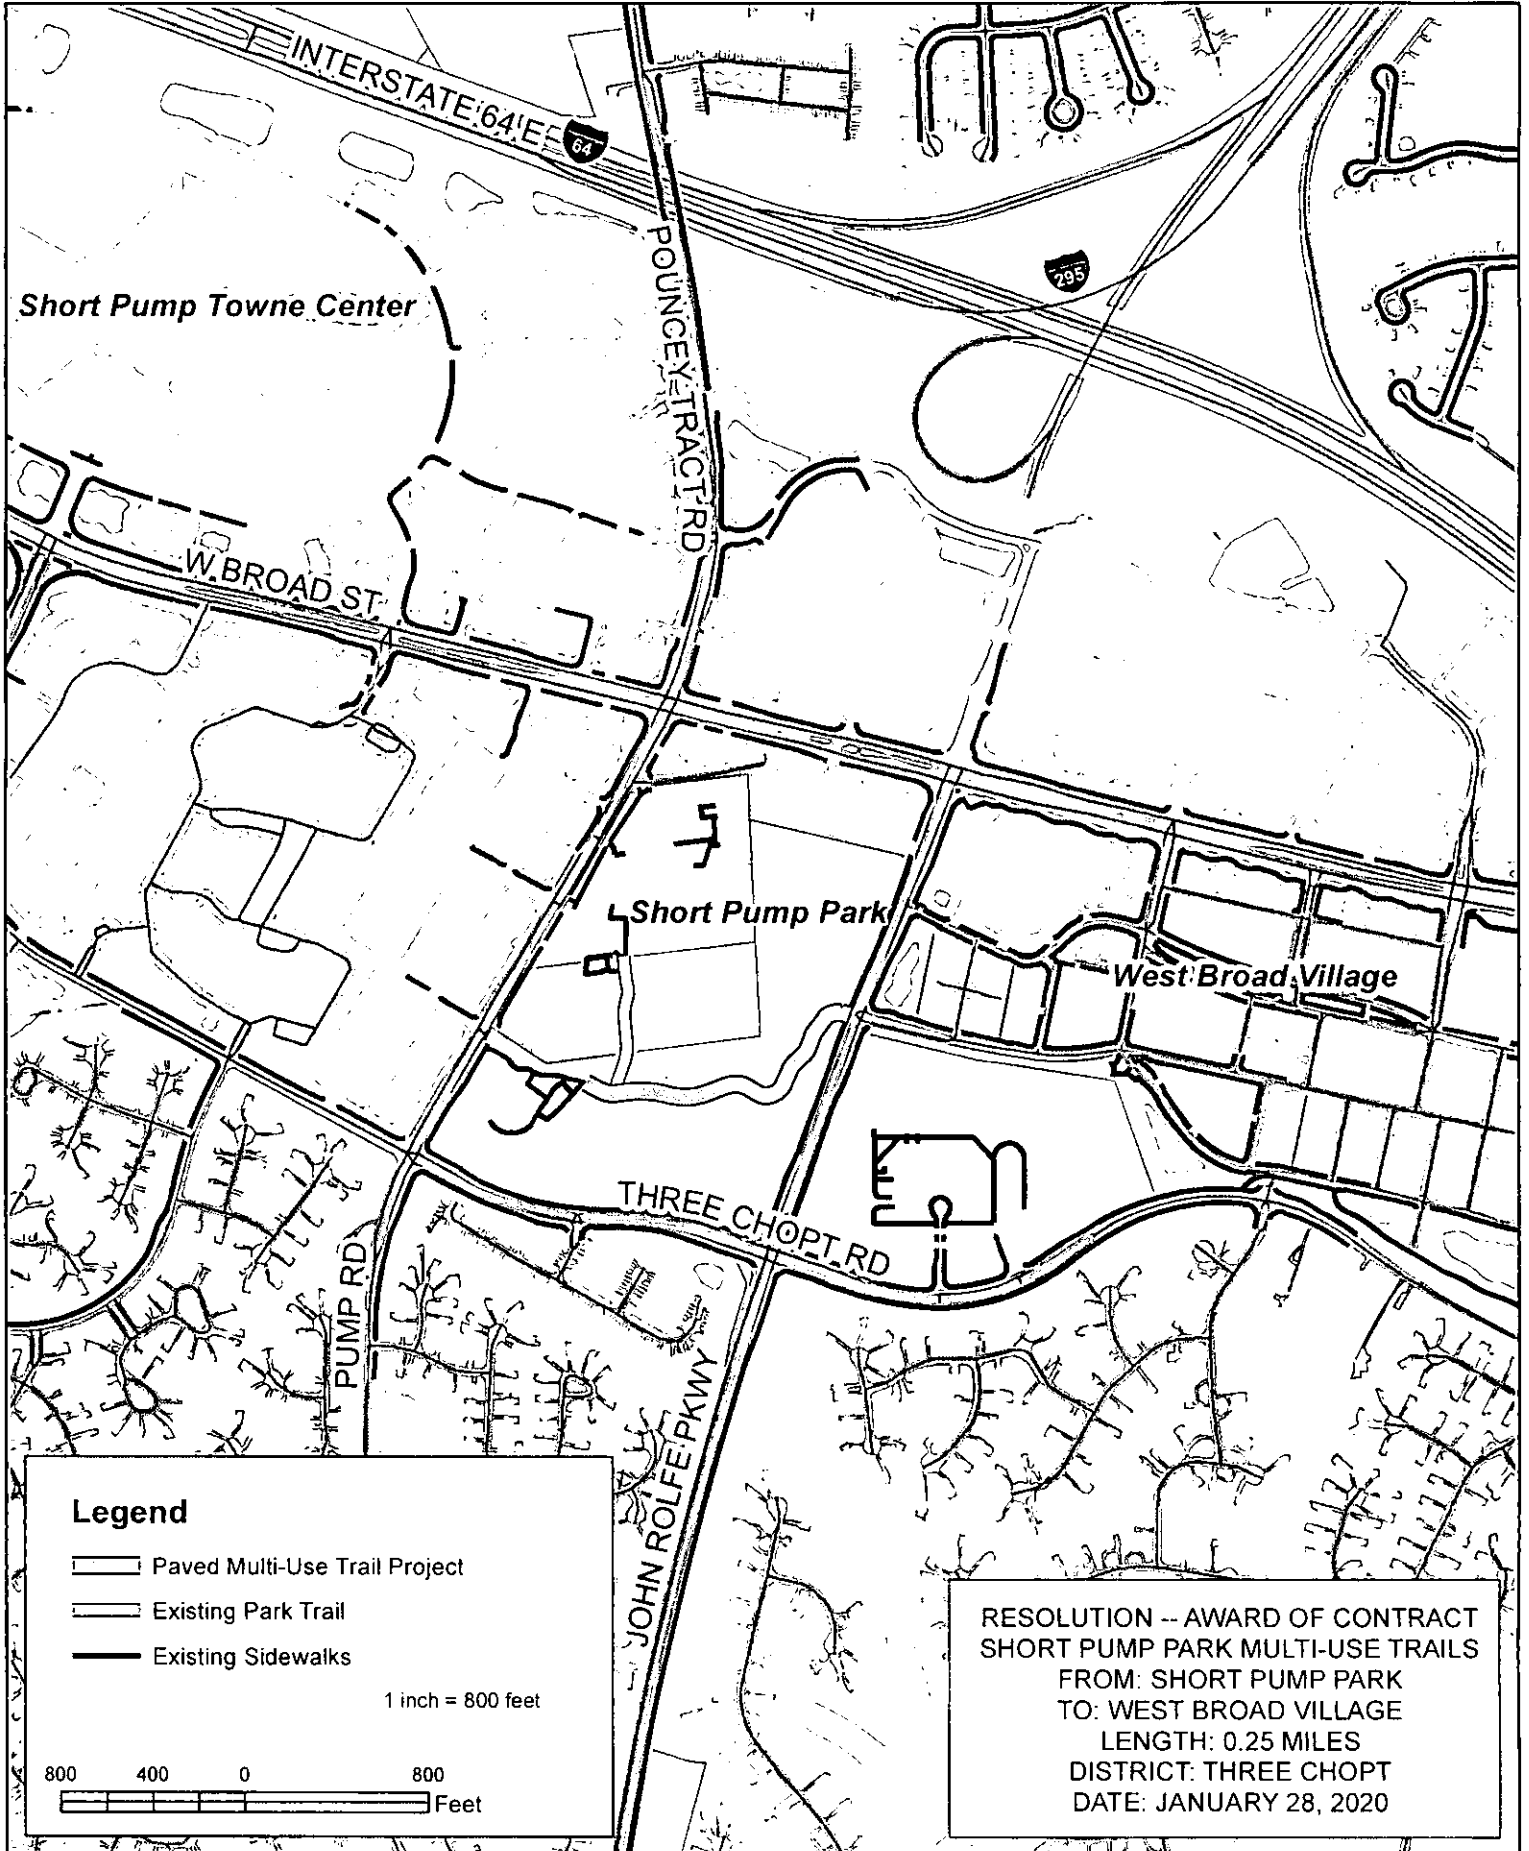 INTERSTATE 64 E
64
POUNCEY TRACT RD
295
Short Pump Towne Center
W BROAD ST
Short Pump Park
West Broad Village
THREE CHOPT RD
PUMP RD
JOHN ROLFE PKWY
Legend
Paved Multi-Use Trail Project
Existing Park Trail
Existing Sidewalks
1 inch = 800 feet
800 400 0 800
Feet
RESOLUTION -- AWARD OF CONTRACT
SHORT PUMP PARK MULTI-USE TRAILS
FROM: SHORT PUMP PARK
TO: WEST BROAD VILLAGE
LENGTH: 0.25 MILES
DISTRICT: THREE CHOPT
DATE: JANUARY 28, 2020